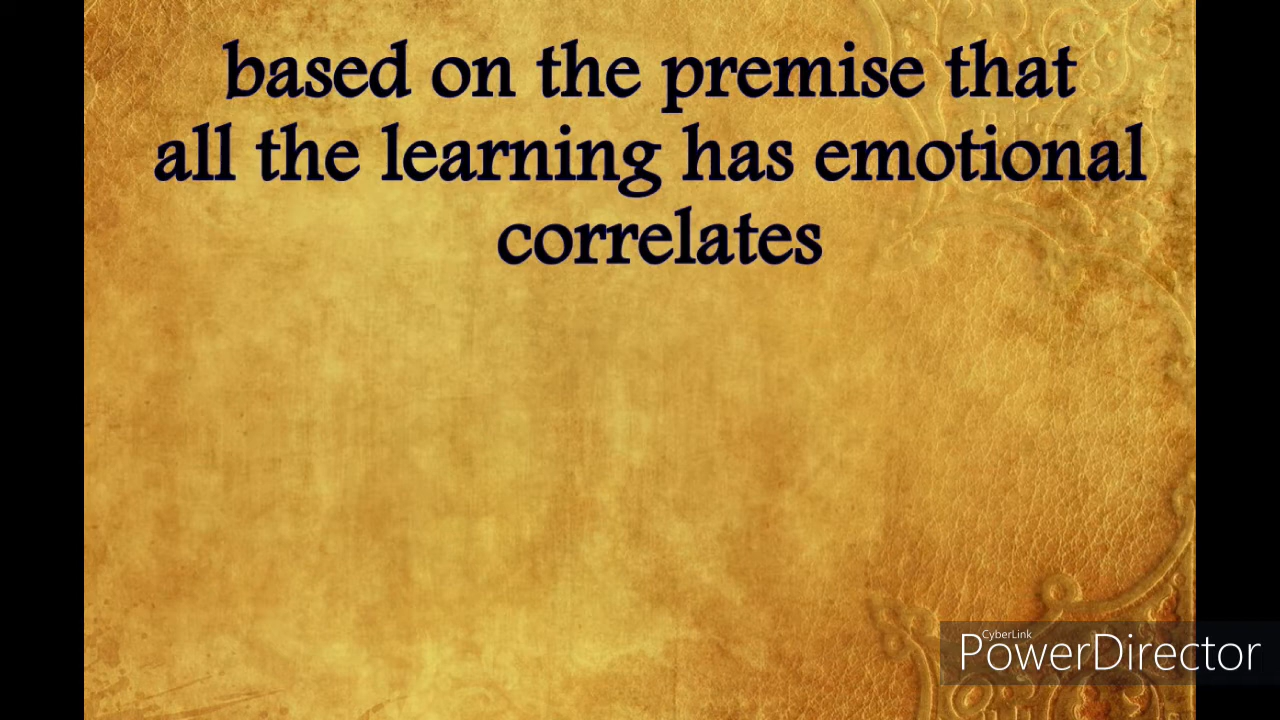 based on the premise that
all the learning has emotional
correlates
CyberLink
PowerDirector